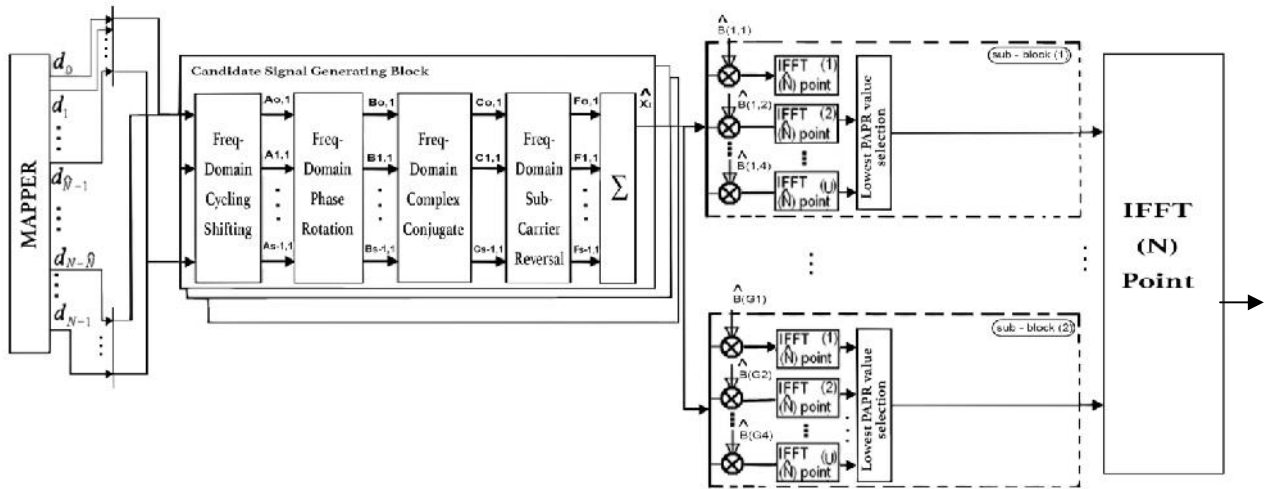 MAPPER
d0
d1
dN̂-1
dN-N̂
dN-1
Candidate Signal Generating Block
Freq-
Domain
Cycling
Shifting
Ao,1
A1,1
As-1,1
Freq-
Domain
Phase
Rotation
Bo,1
B1,1
Bs-1,1
Freq-
Domain
Complex
Conjugate
Co,1
C1,1
Cs-1,1
Freq-
Domain
Sub-
Carrier
Reversal
Fo,1
F1,1
Fs-1,1
Σ
B̂(1,1)
B̂(1,2)
B̂(1,4)
IFFT (1)
(N̂) point
IFFT (2)
(N̂) point
IFFT (U)
(N̂) point
Lowest PAPR value
selection
sub - block (1)
B̂(G1)
B̂(G2)
B̂(G4)
IFFT (1)
(N̂) point
IFFT (2)
(N̂) point
IFFT (U)
(N̂) point
Lowest PAPR value
selection
sub - block (2)
IFFT
(N)
Point